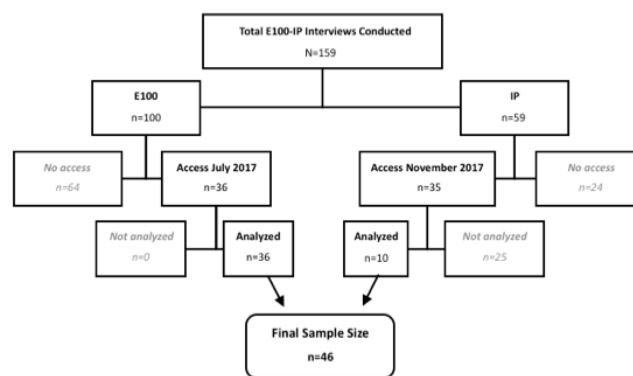 Total E100-IP Interviews Conducted
N=159
E100
n=100
IP
n=59
No access
n=64
Access July 2017
n=36
Access November 2017
n=35
No access
n=24
Not analyzed
n=0
Analyzed
n=36
Analyzed
n=10
Not analyzed
n=25
Final Sample Size
n=46